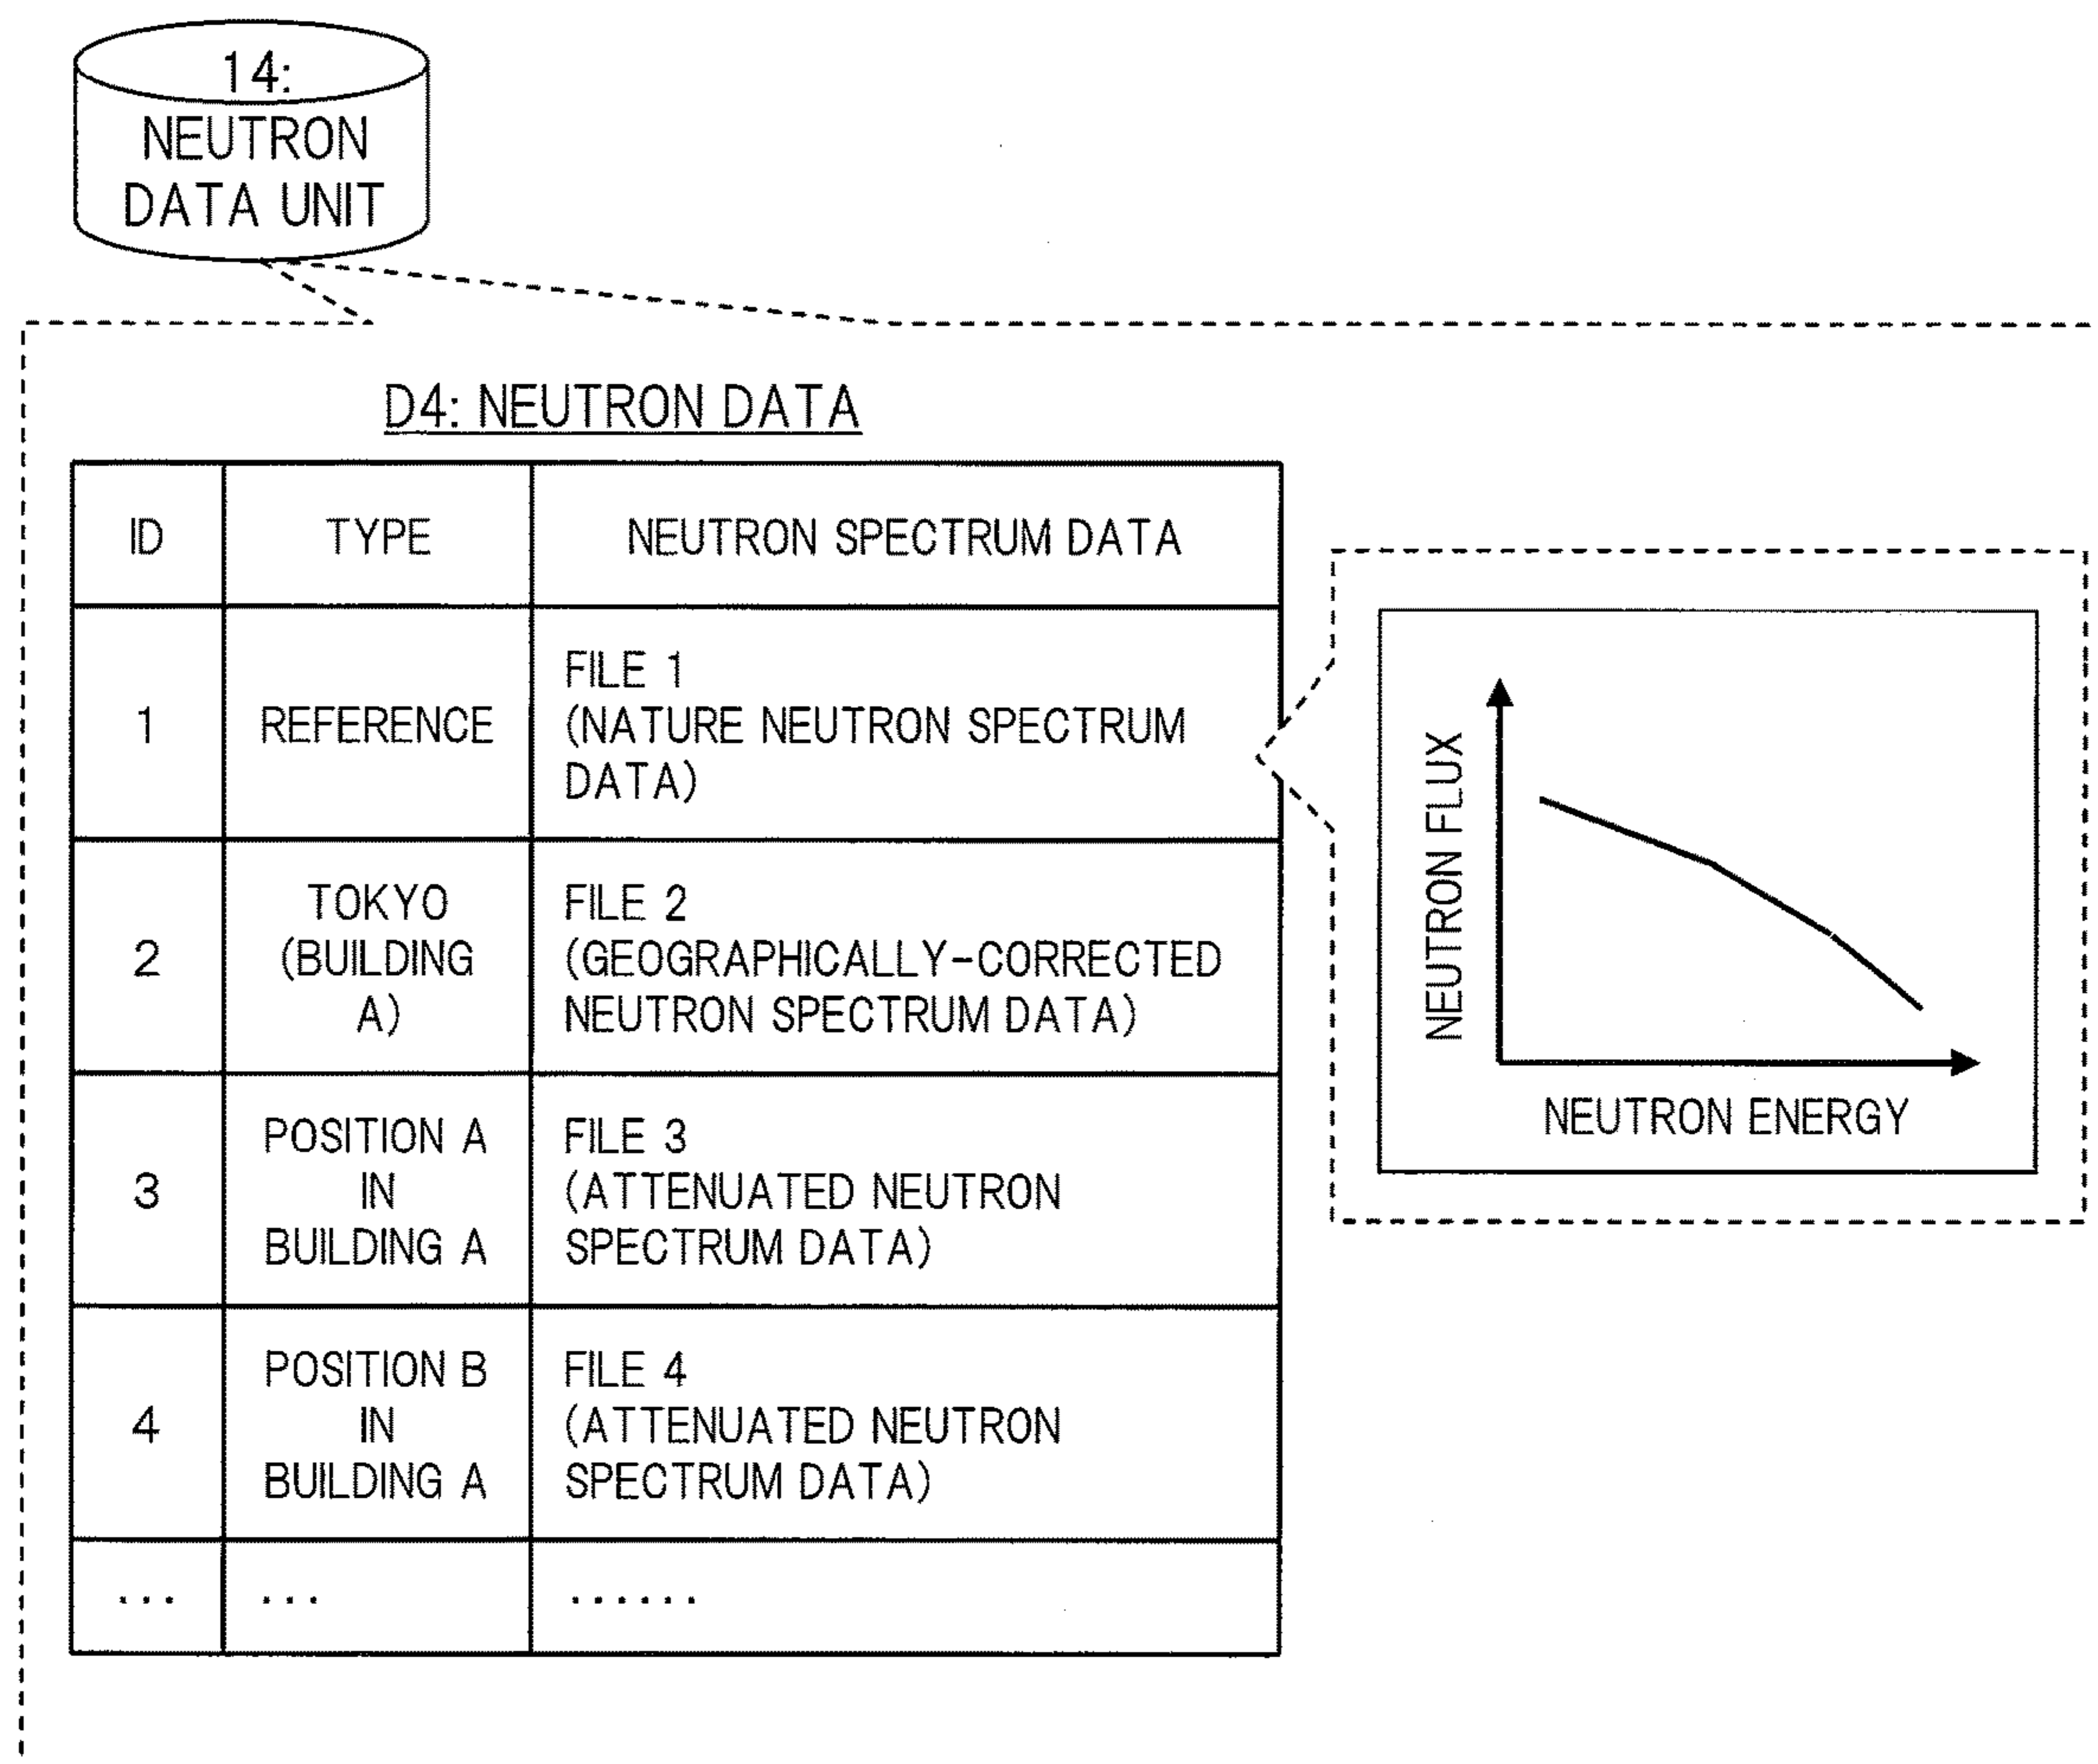 14:
NEUTRON
DATA UNIT
D4: NEUTRON DATA
ID
TYPE
NEUTRON SPECTRUM DATA
1
REFERENCE
FILE 1
(NATURE NEUTRON SPECTRUM
DATA)
2
TOKYO
(BUILDING
A)
FILE 2
(GEOGRAPHICALLY-CORRECTED
NEUTRON SPECTRUM DATA)
3
POSITION A
IN
BUILDING A
FILE 3
(ATTENUATED NEUTRON
SPECTRUM DATA)
4
POSITION B
IN
BUILDING A
FILE 4
(ATTENUATED NEUTRON
SPECTRUM DATA)
...
...
......
NEUTRON FLUX
NEUTRON ENERGY